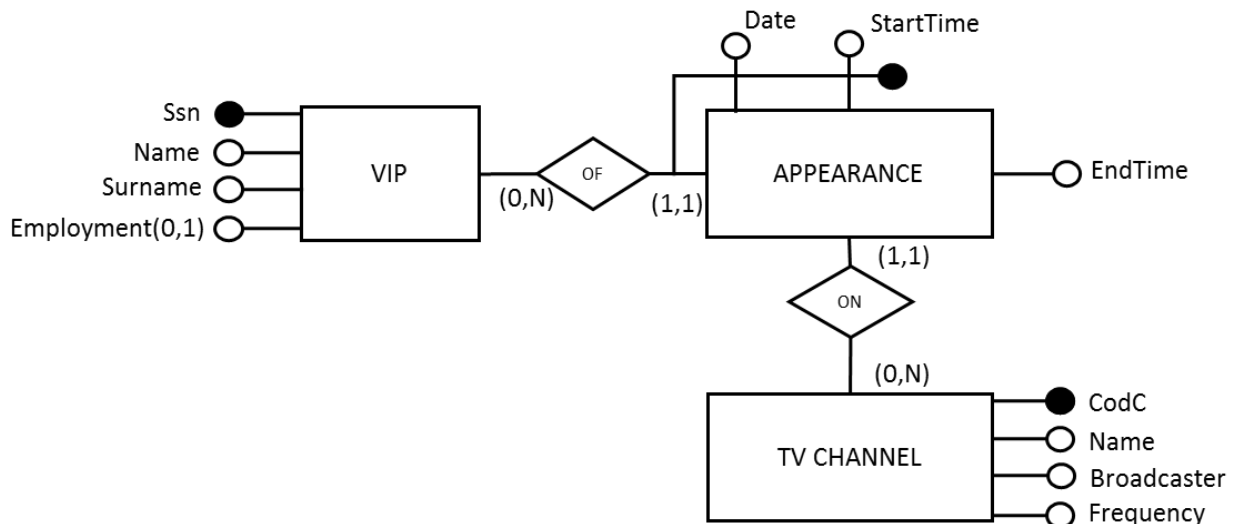 Date
StartTime
Ssn
Name
Surname
Employment(0,1)
VIP
(0,N)
OF
(1,1)
APPEARANCE
EndTime
(1,1)
ON
(0,N)
TV CHANNEL
CodC
Name
Broadcaster
Frequency